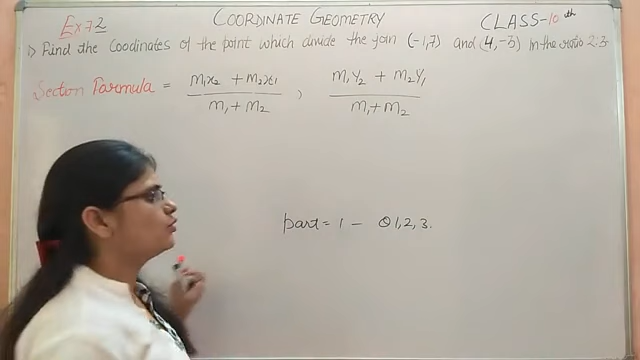 Ex 7.2 COORDINATE GEOMETRY CLASS-10th
1) Find the Coodinates of the point which divide the join (-1,7) and (4,-3) in the ratio 2:3
Section Formula = m₁x₂ + m₂x₁ / m₁ + m₂ , m₁y₂ + m₂y₁ / m₁ + m₂
part = 1 - Q 1, 2, 3.